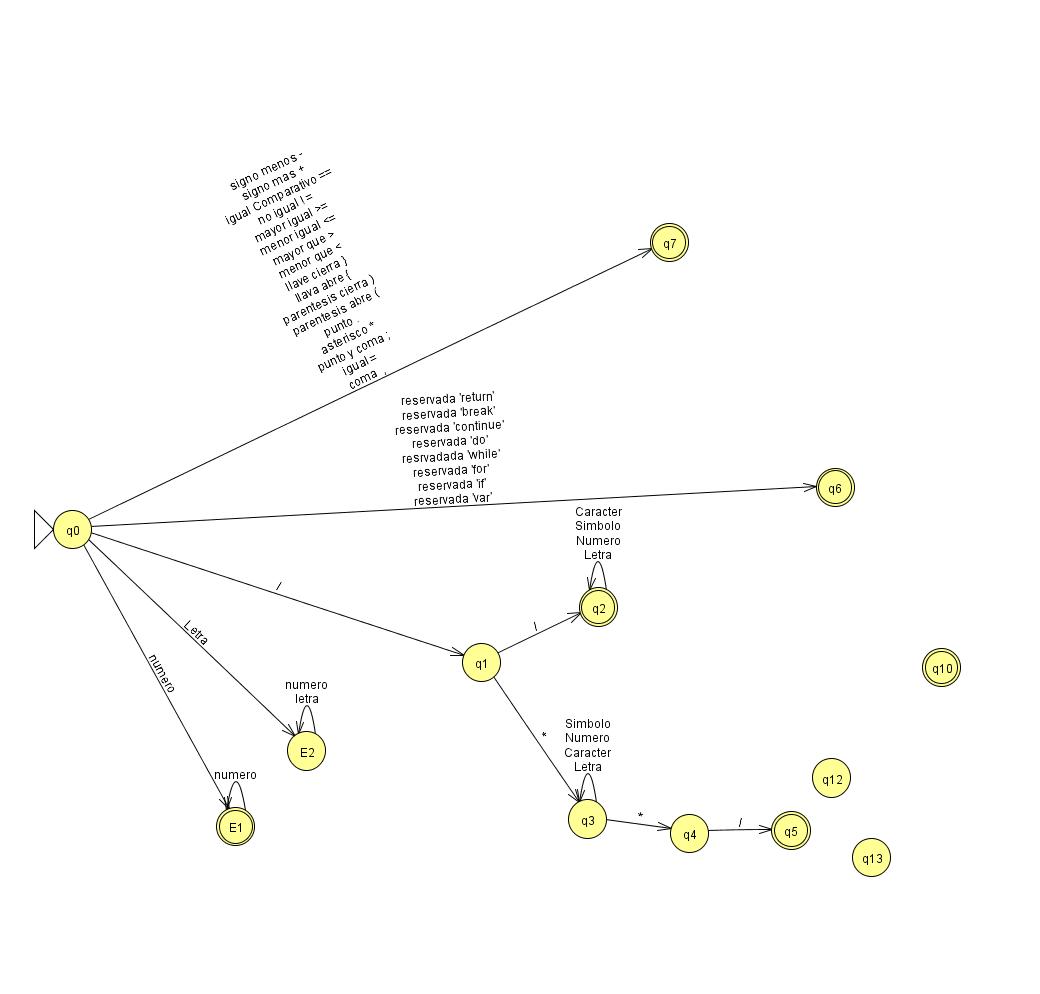 signo menos -
signo mas +
igual Comparativo ==
no igual !=
mayor igual >=
menor igual <=
mayor que >
menor que <
llave cierra }
llava abre {
parentesis cierra )
parentesis abre (
punto .
asterisco *
punto y coma ;
igual =
coma ,
q7
reservada 'return'
reservada 'break'
reservada 'continue'
reservada 'do'
resrvadada 'while'
reservada 'for'
reservada 'if'
reservada 'var'
q6
q0
Caracter
Simbolo
Numero
Letra
q2
/
/
q1
Letra
numero
q10
numero
letra
E2
*
Simbolo
Numero
Caracter
Letra
q3
numero
E1
*
q4
/
q5
q12
q13